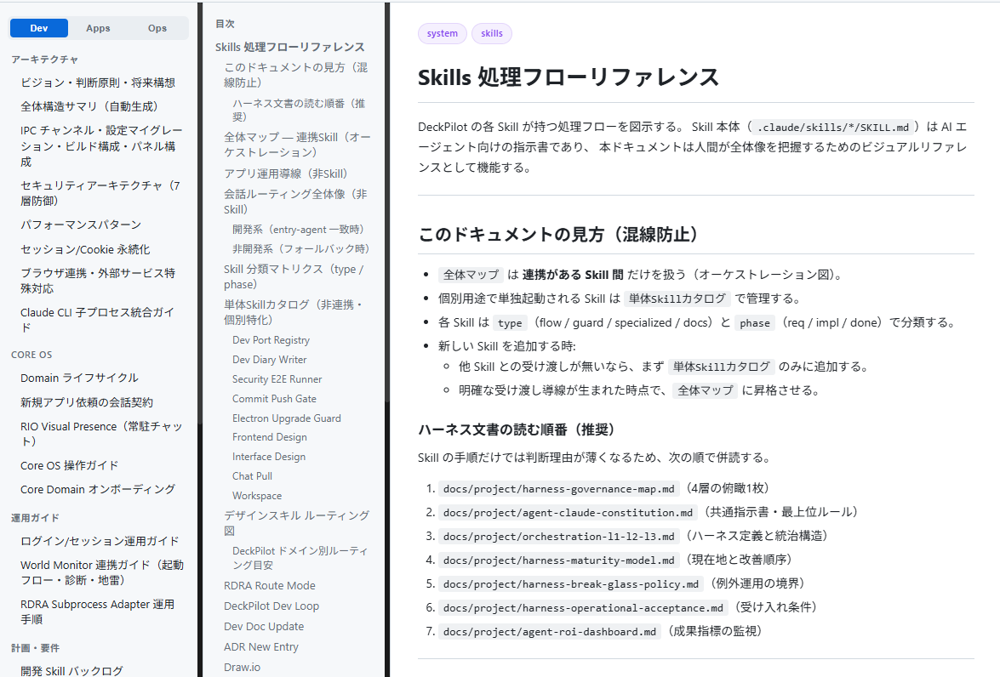 Dev
Apps
Ops
アーキテクチャ
ビジョン・判断原則・将来構想
全体構造サマリ（自動生成）
IPC チャンネル・設定マイグレー
ション・ビルド構成・パネル構
成
セキュリティアーキテクチャ（7
層防御）
パフォーマンスパターン
セッション/Cookie 永続化
ブラウザ連携・外部サービス特
殊対応
Claude CLI 子プロセス統合ガイ
ド
CORE OS
Domain ライフサイクル
新規アプリ依頼の会話契約
RIO Visual Presence（常駐チャッ
ト）
Core OS 操作ガイド
Core Domain オンボーディング
運用ガイド
ログイン/セッション運用ガイド
World Monitor 連携ガイド（起動
フロー・診断・地雷）
RDRA Subprocess Adapter 運用
手順
計画・要件
開発 Skill バックログ
目次
Skills 処理フローリファレンス
このドキュメントの見方（混
線防止）
ハーネス文書の読む順番（推
奨）
全体マップ — 連携Skill（オー
ケストレーション）
アプリ運用導線（非Skill）
会話ルーティング全体像（非
Skill）
開発系（entry-agent 一致時）
非開発系（フォールバック時）
Skill 分類マトリクス（type /
phase）
単体Skillカタログ（非連携・
個別特化）
Dev Port Registry
Dev Diary Writer
Security E2E Runner
Commit Push Gate
Electron Upgrade Guard
Frontend Design
Interface Design
Chat Pull
Workspace
デザインスキル ルーティング
図
DeckPilot ドメイン別ルーティ
ング目安
RDRA Route Mode
DeckPilot Dev Loop
Dev Doc Update
ADR New Entry
Draw.io
system
skills
Skills 処理フローリファレンス
DeckPilot の各 Skill が持つ処理フローを図示する。 Skill 本体（ .claude/skills/*/SKILL.md ）は AI エ
ージェント向けの指示書であり、 本ドキュメントは人間が全体像を把握するためのビジュアルリファレ
ンスとして機能する。
このドキュメントの見方（混線防止）
• 全体マップ は 連携がある Skill 間 だけを扱う（オーケストレーション図）。
• 個別用途で単独起動される Skill は 単体Skillカタログ で管理する。
• 各 Skill は type （flow / guard / specialized / docs）と phase （req / impl / done）で分類する。
• 新しい Skill を追加する時:
○ 他 Skill との受け渡しが無いなら、まず 単体Skillカタログ のみに追加する。
○ 明確な受け渡し導線が生まれた時点で、 全体マップ に昇格させる。
ハーネス文書の読む順番（推奨）
Skill の手順だけでは判断理由が薄くなるため、次の順で併読する。
1. docs/project/harness-governance-map.md （4層の俯瞰1枚）
2. docs/project/agent-claude-constitution.md （共通指示書・最上位ルール）
3. docs/project/orchestration-l1-l2-l3.md （ハーネス定義と統治構造）
4. docs/project/harness-maturity-model.md （現在地と改善順序）
5. docs/project/harness-break-glass-policy.md （例外運用の境界）
6. docs/project/harness-operational-acceptance.md （受け入れ条件）
7. docs/project/agent-roi-dashboard.md （成果指標の監視）